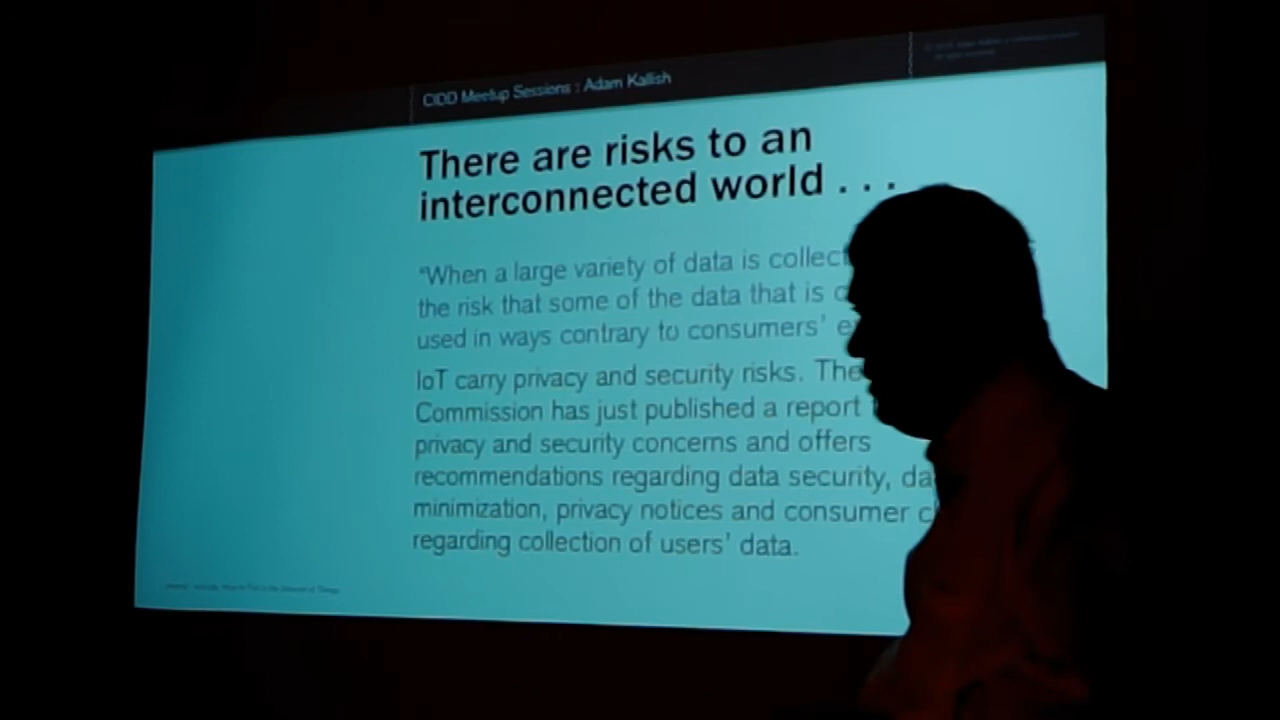 CIDD Meetup Sessions : Adam Kallish
There are risks to an
interconnected world . . .
“When a large variety of data is collect
the risk that some of the data that is
used in ways contrary to consumers’
IoT carry privacy and security risks. The
Commission has just published a report
privacy and security concerns and offers
recommendations regarding data security,
minimization, privacy notices and consumer
regarding collection of users’ data.